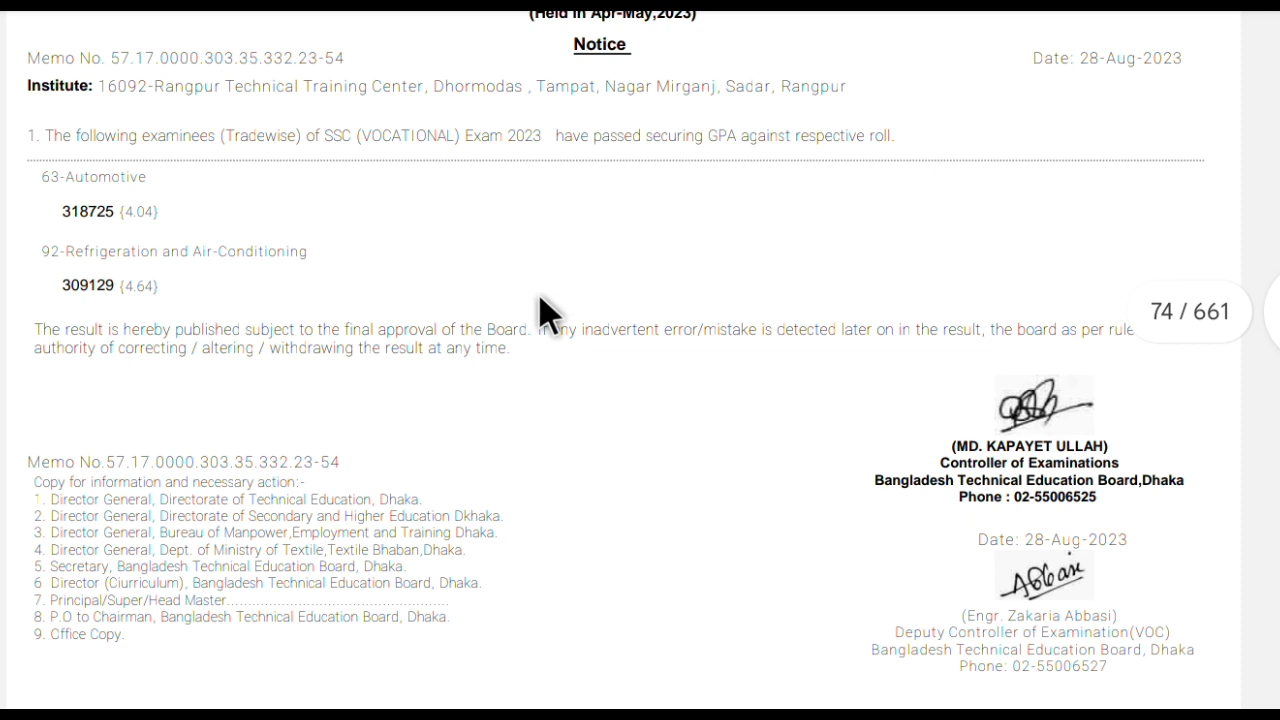 (Held in Apr-May,2023)
Notice
Memo No. 57.17.0000.303.35.332.23-54
Date: 28-Aug-2023
Institute: 16092-Rangpur Technical Training Center, Dhormodas , Tampat, Nagar Mirganj, Sadar, Rangpur
1. The following examinees (Tradewise) of SSC (VOCATIONAL) Exam 2023 have passed securing GPA against respective roll.
63-Automotive
318725 {4.04}
92-Refrigeration and Air-Conditioning
309129 {4.64}
74 / 661
The result is hereby published subject to the final approval of the Board. inadvertent error/mistake is detected later on in the result, the board as per rule
authority of correcting / altering / withdrawing the result at any time.
(MD. KAPAYET ULLAH)
Controller of Examinations
Bangladesh Technical Education Board,Dhaka
Phone : 02-55006525
Memo No.57.17.0000.303.35.332.23-54
Copy for information and necessary action:-
1. Director General, Directorate of Technical Education, Dhaka.
2. Director General, Directorate of Secondary and Higher Education Dkhaka.
3. Director General, Bureau of Manpower,Employment and Training Dhaka.
4. Director General, Dept. of Ministry of Textile,Textile Bhaban,Dhaka.
5. Secretary, Bangladesh Technical Education Board, Dhaka.
6 Director (Ciurriculum), Bangladesh Technical Education Board, Dhaka.
7. Principal/Super/Head Master.....................................................
8. P.O to Chairman, Bangladesh Technical Education Board, Dhaka.
9. Office Copy.
Date: 28-Aug-2023
(Engr. Zakaria Abbasi)
Deputy Controller of Examination(VOC)
Bangladesh Technical Education Board, Dhaka
Phone: 02-55006527